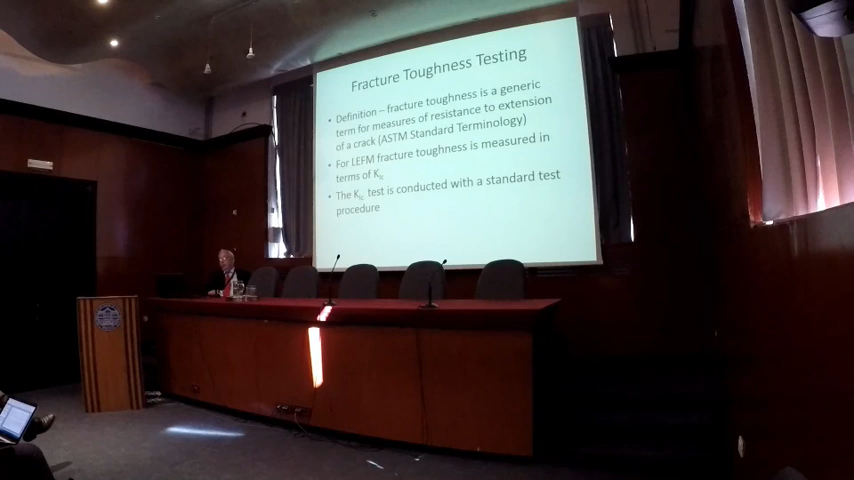 Fracture Toughness Testing
• Definition – fracture toughness is a generic
term for measures of resistance to extension
of a crack (ASTM Standard Terminology)
• For LEFM fracture toughness is measured in
terms of KIc
• The KIc test is conducted with a standard test
procedure